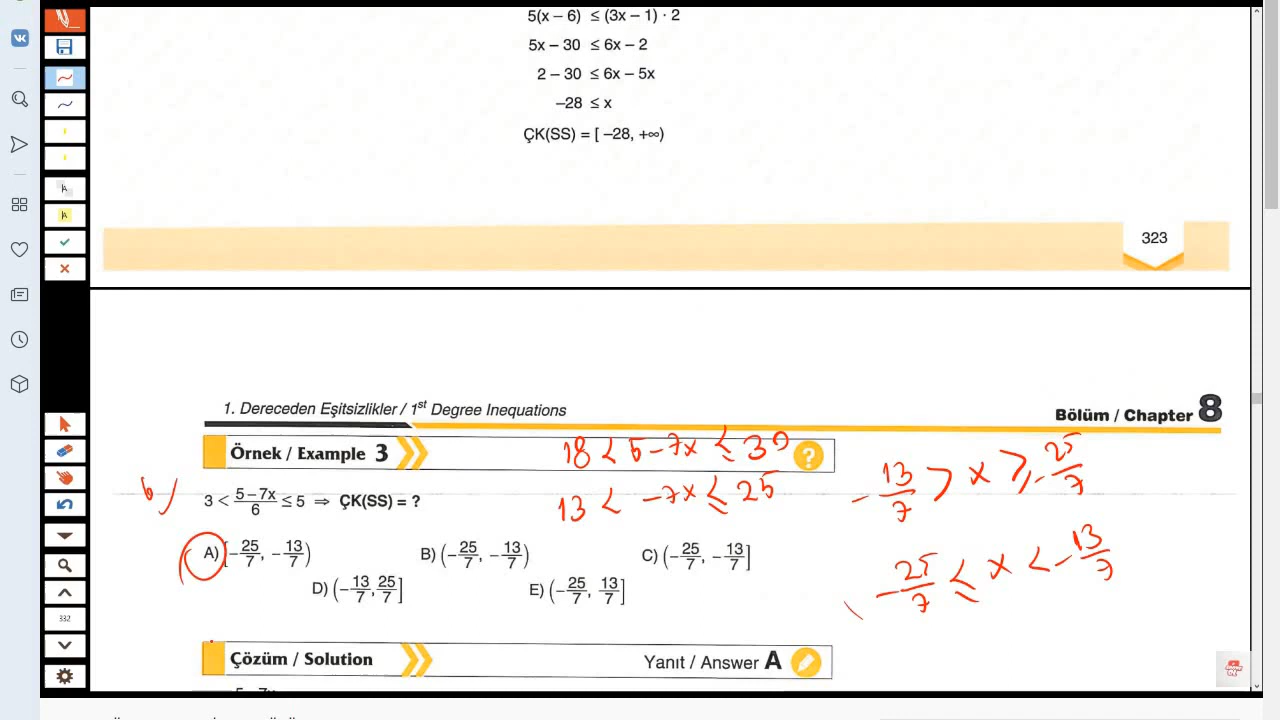 5(x – 6) ≤ (3x – 1) · 2
5x – 30 ≤ 6x – 2
2 – 30 ≤ 6x – 5x
–28 ≤ x
ÇK(SS) = [ –28, +∞)
323
1. Dereceden Eşitsizlikler / 1st Degree Inequations
Bölüm / Chapter 8
Örnek / Example 3
18 < 5 – 7x ≤ 30
?
b)
3 < (5 – 7x)/6 ≤ 5 ⇒ ÇK(SS) = ?
13 < –7x ≤ 25
– 13/7 > x ≥ – 25/7
A) [–25/7, –13/7)
B) (–25/7, –13/7)
C) (–25/7, –13/7]
– 25/7 ≤ x < – 13/7
D) (–13/7, 25/7]
E) (–25/7, 13/7]
Çözüm / Solution
Yanıt / Answer A
332